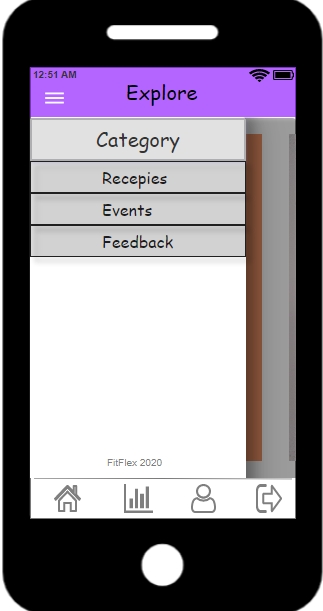 12:51 AM
Explore
Category
Recepies
Events
Feedback
FitFlex 2020